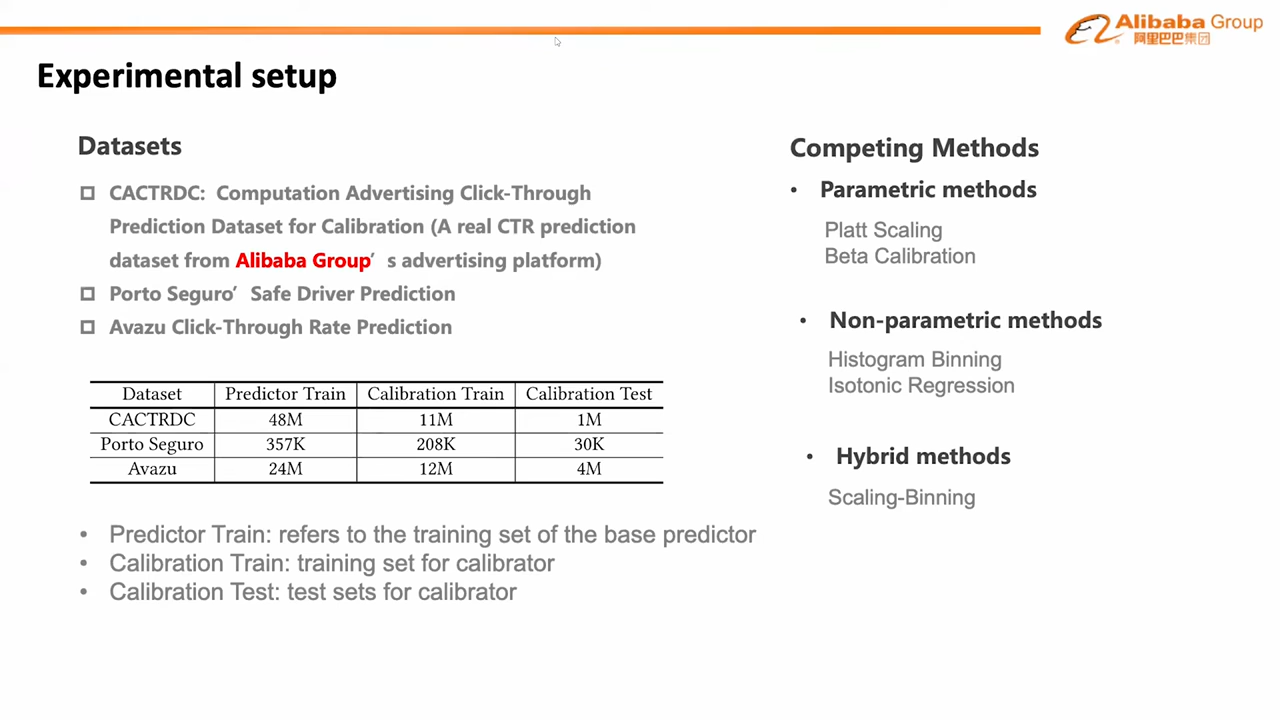 Alibaba Group
阿里巴巴集团
Experimental setup
Datasets
CACTRDC: Computation Advertising Click-Through
Prediction Dataset for Calibration (A real CTR prediction
dataset from Alibaba Group's advertising platform)
Porto Seguro' Safe Driver Prediction
Avazu Click-Through Rate Prediction
Dataset Predictor Train Calibration Train Calibration Test
CACTRDC 48M 11M 1M
Porto Seguro 357K 208K 30K
Avazu 24M 12M 4M
• Predictor Train: refers to the training set of the base predictor
• Calibration Train: training set for calibrator
• Calibration Test: test sets for calibrator
Competing Methods
• Parametric methods
Platt Scaling
Beta Calibration
• Non-parametric methods
Histogram Binning
Isotonic Regression
• Hybrid methods
Scaling-Binning